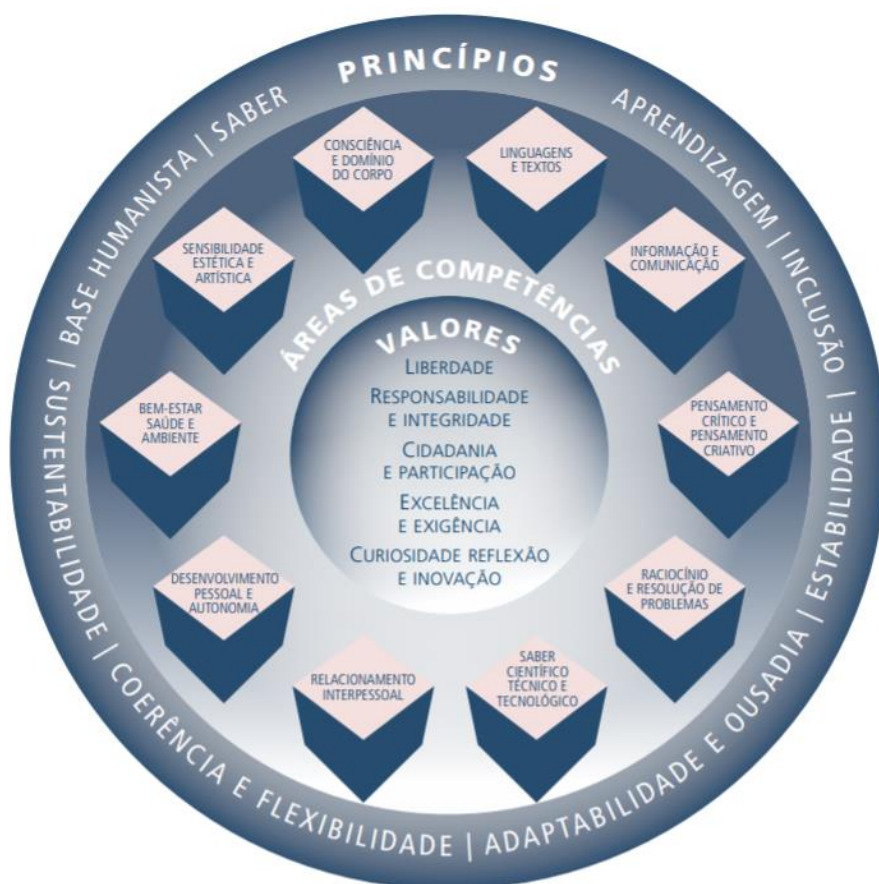 PRINCÍPIOS
APRENDIZAGEM | INCLUSÃO
ESTABILIDADE |
ADAPTABILIDADE E OUSADIA |
COERÊNCIA E FLEXIBILIDADE |
SUSTENTABILIDADE |
BASE HUMANISTA | SABER
ÁREAS DE COMPETÊNCIAS
LINGUAGENS
E TEXTOS
INFORMAÇÃO E
COMUNICAÇÃO
PENSAMENTO
CRÍTICO E
PENSAMENTO
CRIATIVO
RACIOCÍNIO
E RESOLUÇÃO DE
PROBLEMAS
SABER
CIENTÍFICO
TÉCNICO E
TECNOLÓGICO
RELACIONAMENTO
INTERPESSOAL
DESENVOLVIMENTO
PESSOAL E
AUTONOMIA
BEM-ESTAR
SAÚDE E
AMBIENTE
SENSIBILIDADE
ESTÉTICA E
ARTÍSTICA
CONSCIÊNCIA
E DOMÍNIO
DO CORPO
VALORES
LIBERDADE
RESPONSABILIDADE
E INTEGRIDADE
CIDADANIA
E PARTICIPAÇÃO
EXCELÊNCIA
E EXIGÊNCIA
CURIOSIDADE REFLEXÃO
E INOVAÇÃO